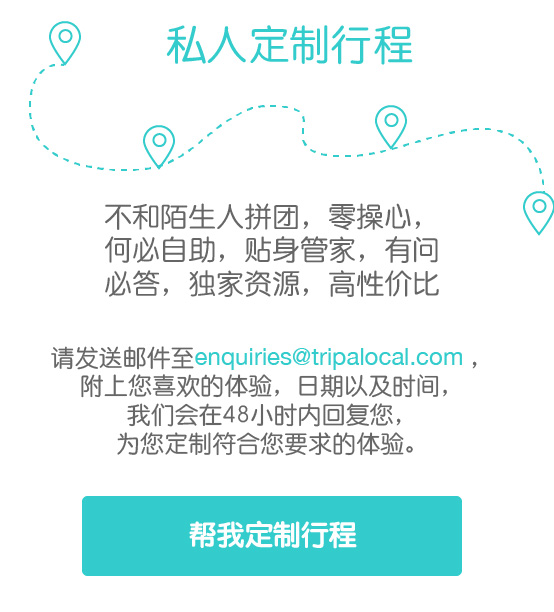 私人定制行程
不和陌生人拼团，零操心，
何必自助，贴身管家，有问
必答，独家资源，高性价比
请发送邮件至enquiries@tripalocal.com，
附上您喜欢的体验，日期以及时间，
我们会在48小时内回复您，
为您定制符合您要求的体验。
帮我定制行程